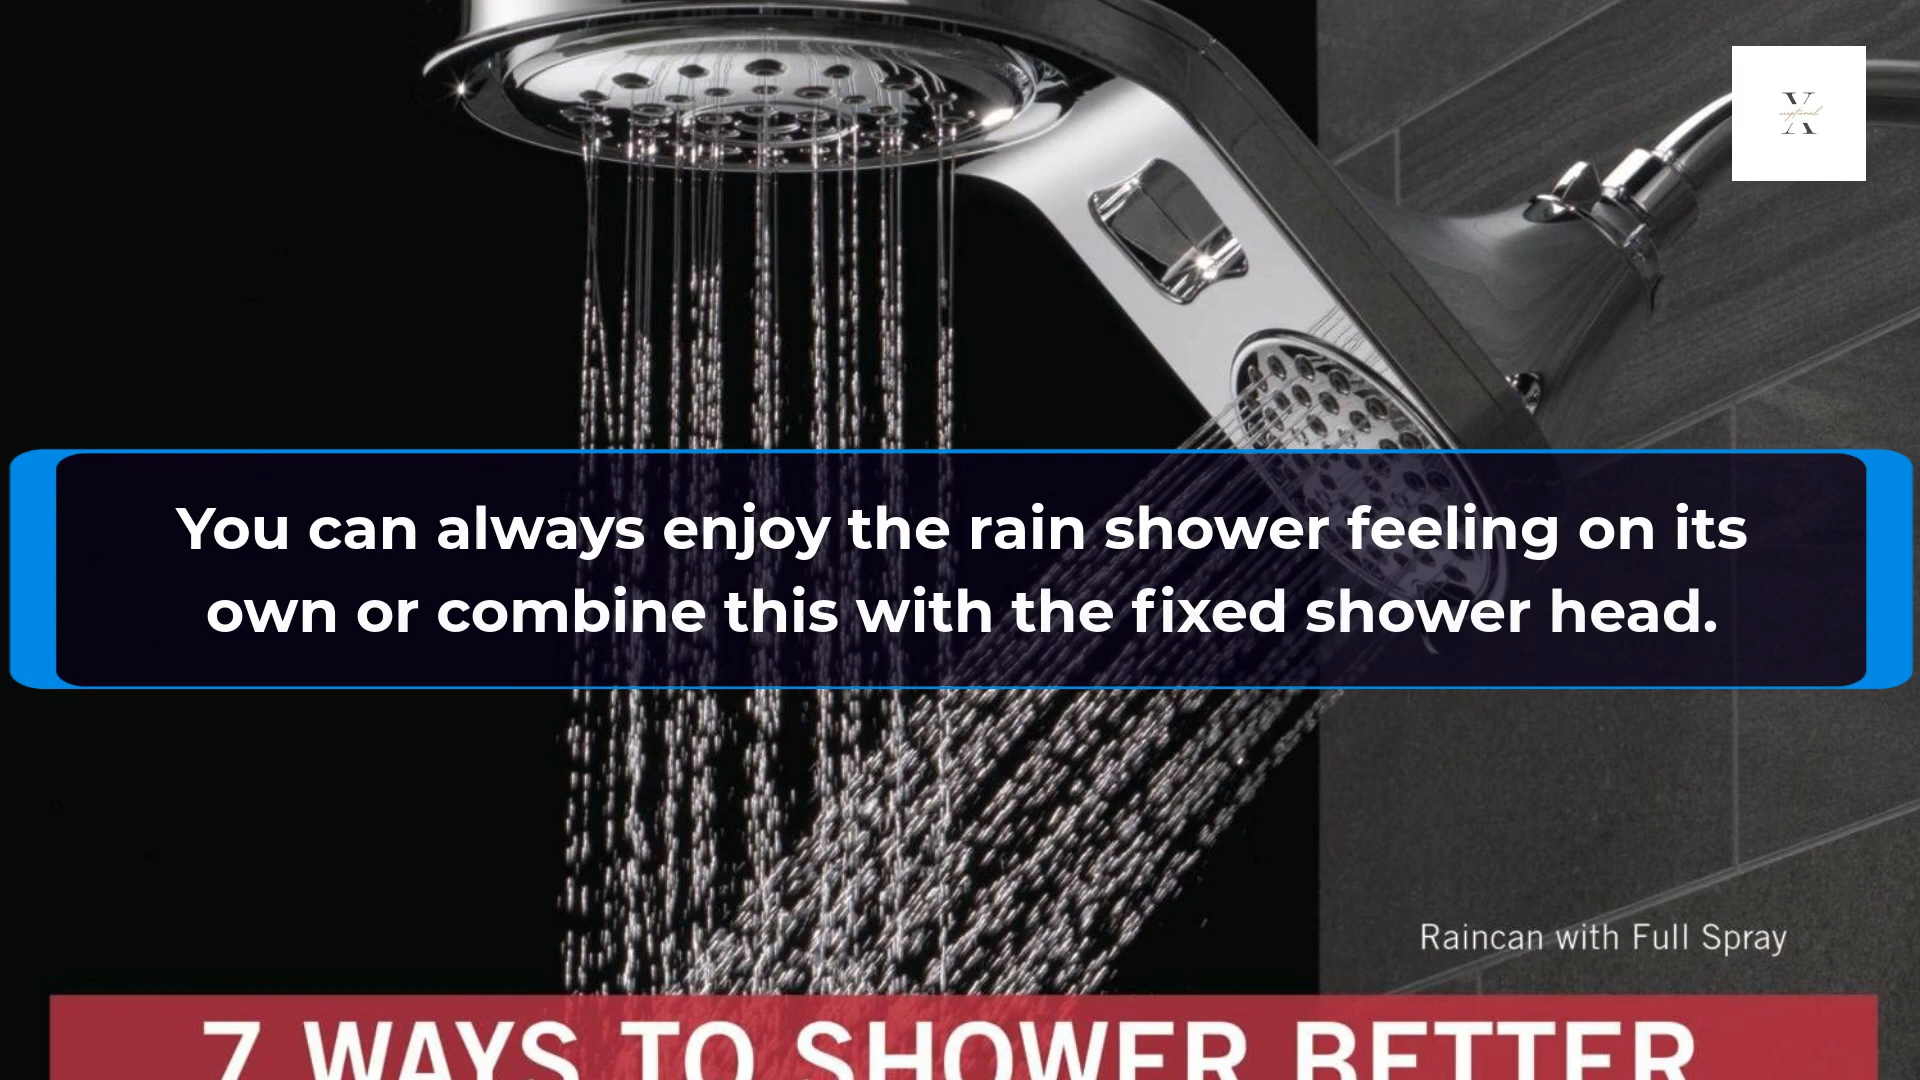 X
exceptional
You can always enjoy the rain shower feeling on its
own or combine this with the fixed shower head.
Raincan with Full Spray
7 WAYS TO SHOWER BETTER